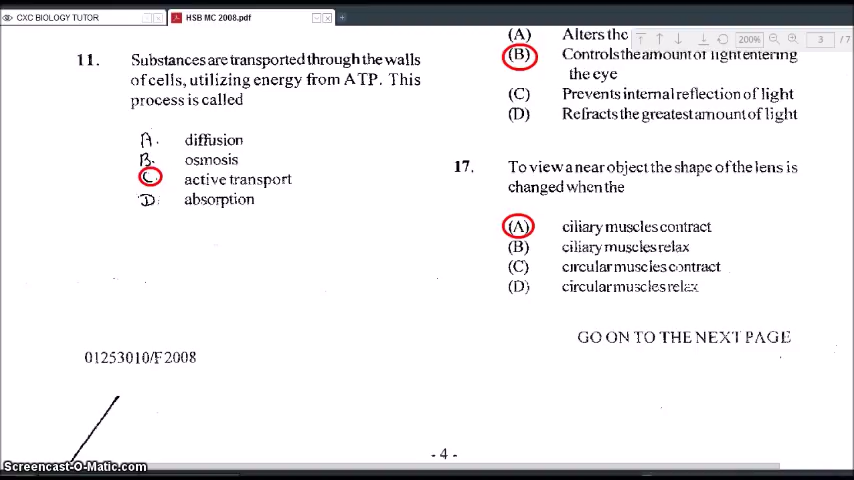 CXC BIOLOGY TUTOR
HSB MC 2008.pdf
200%
3 / 7
11. Substances are transported through the walls
of cells, utilizing energy from ATP. This
process is called
A. diffusion
B. osmosis
C. active transport
D. absorption
01253010/F 2008
(A) Alters the
(B) Controls the amount of light entering
the eye
(C) Prevents internal reflection of light
(D) Refracts the greatest amount of light
17. To view a near object the shape of the lens is
changed when the
(A) ciliary muscles contract
(B) ciliary muscles relax
(C) circular muscles contract
(D) circular muscles relax
GO ON TO THE NEXT PAGE
- 4 -
Screencast-O-Matic.com